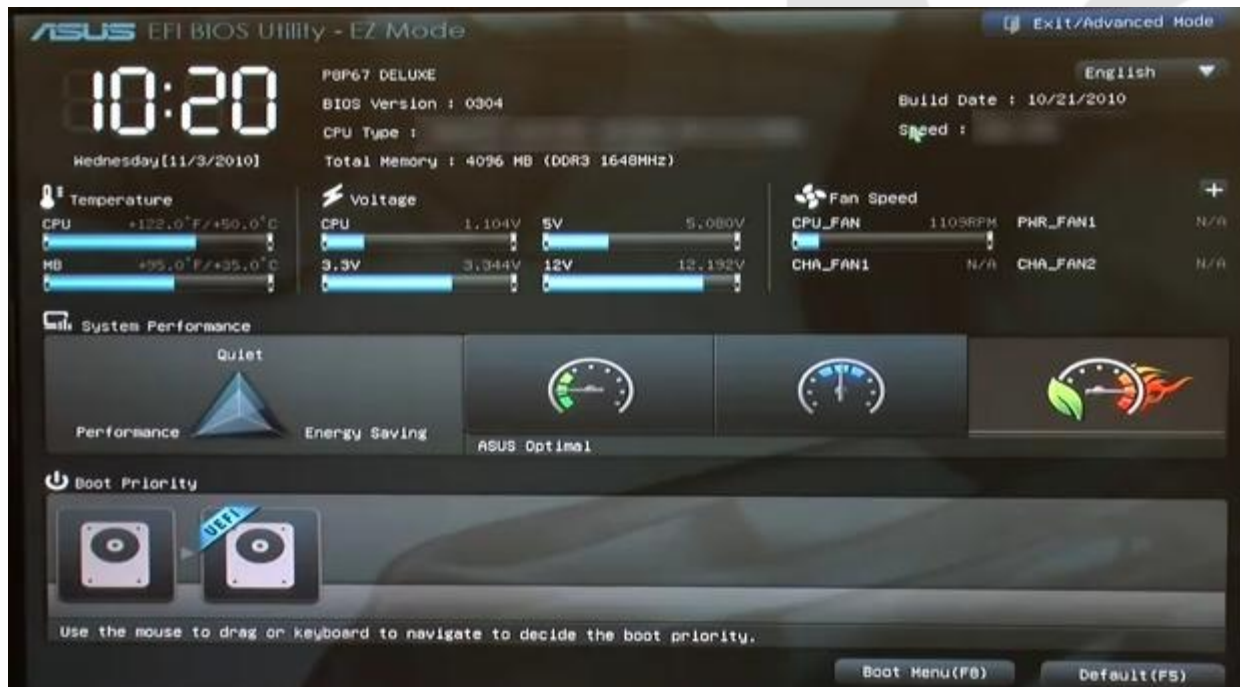 ASUS EFI BIOS Utility - EZ Mode
Exit/Advanced Mode
10:20
Wednesday[11/3/2010]
P8P67 DELUXE
BIOS Version : 0304
CPU Type :
Total Memory : 4096 MB (DDR3 1648MHz)
English
Build Date : 10/21/2010
Speed :
Temperature
CPU +122.0°F/+50.0°C
MB +95.0°F/+35.0°C
Voltage
CPU 1.104V 5V 5.080V
3.3V 3.344V 12V 12.192V
Fan Speed
CPU_FAN 1109RPM PWR_FAN1 N/A
CHA_FAN1 N/A CHA_FAN2 N/A
System Performance
Quiet
Performance
Energy Saving
ASUS Optimal
Boot Priority
UEFI
Use the mouse to drag or keyboard to navigate to decide the boot priority.
Boot Menu(F8)
Default(F5)